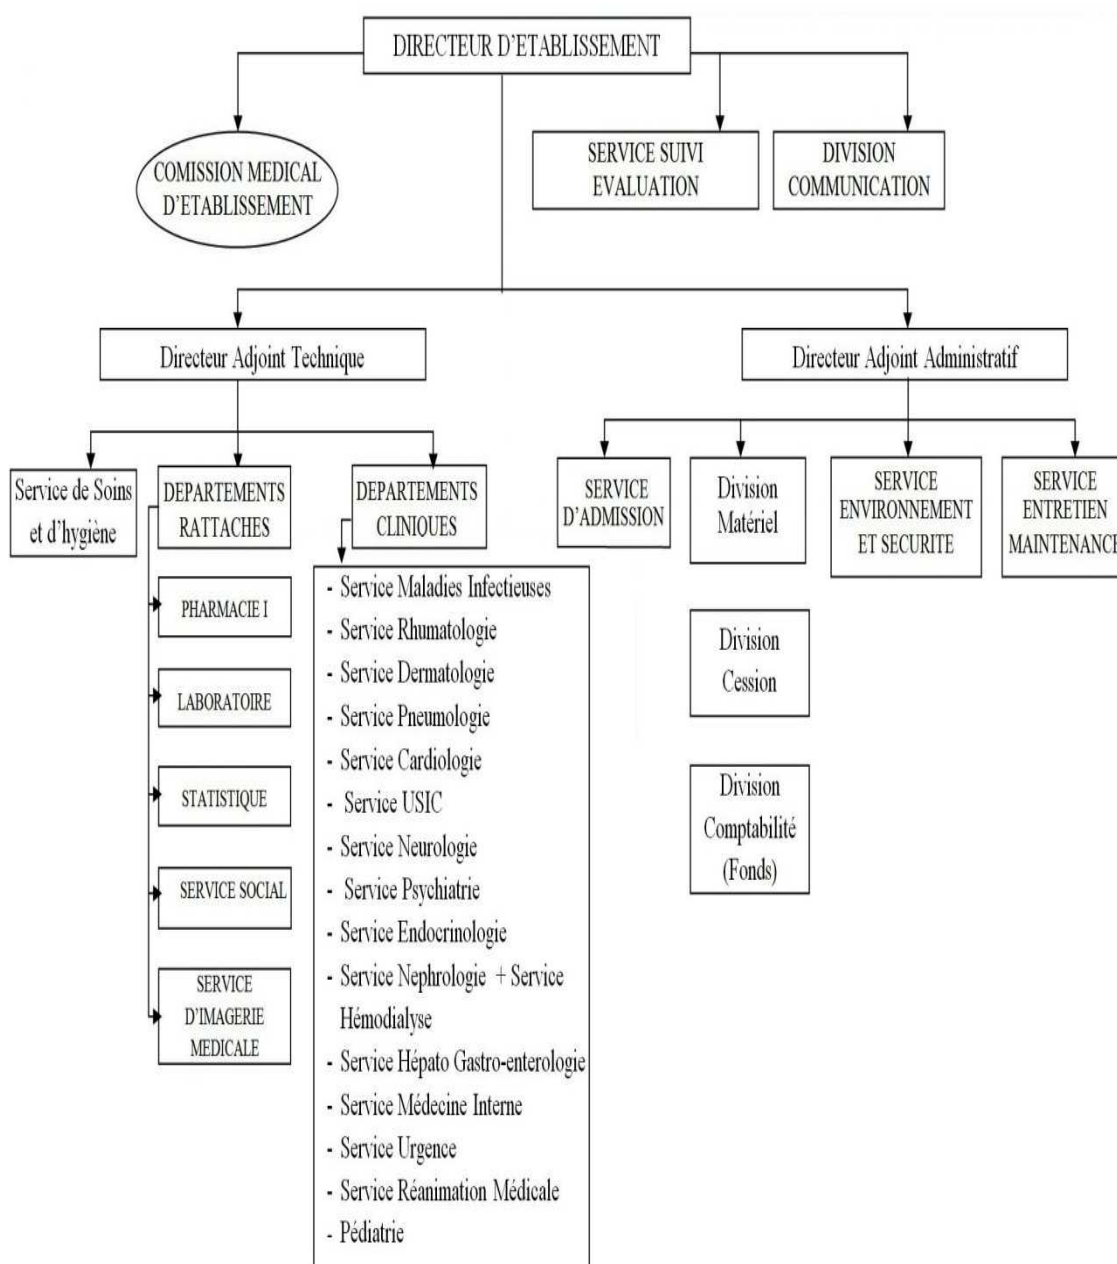 DIRECTEUR D'ETABLISSEMENT
COMISSION MEDICAL
D'ETABLISSEMENT
SERVICE SUIVI
EVALUATION
DIVISION
COMMUNICATION
Directeur Adjoint Technique
Directeur Adjoint Administratif
Service de Soins
et d'hygiène
DEPARTEMENTS
RATTACHES
DEPARTEMENTS
CLINIQUES
SERVICE
D'ADMISSION
Division
Matériel
SERVICE
ENVIRONNEMENT
ET SECURITE
SERVICE
ENTRETIEN
MAINTENANCE
PHARMACIE I
LABORATOIRE
STATISTIQUE
SERVICE SOCIAL
SERVICE
D'IMAGERIE
MEDICALE
- Service Maladies Infectieuses
- Service Rhumatologie
- Service Dermatologie
- Service Pneumologie
- Service Cardiologie
- Service USIC
- Service Neurologie
- Service Psychiatrie
- Service Endocrinologie
- Service Nephrologie + Service
Hémodialyse
- Service Hépato Gastro-enterologie
- Service Médecine Interne
- Service Urgence
- Service Réanimation Médicale
- Pédiatrie
Division
Cession
Division
Comptabilité
(Fonds)